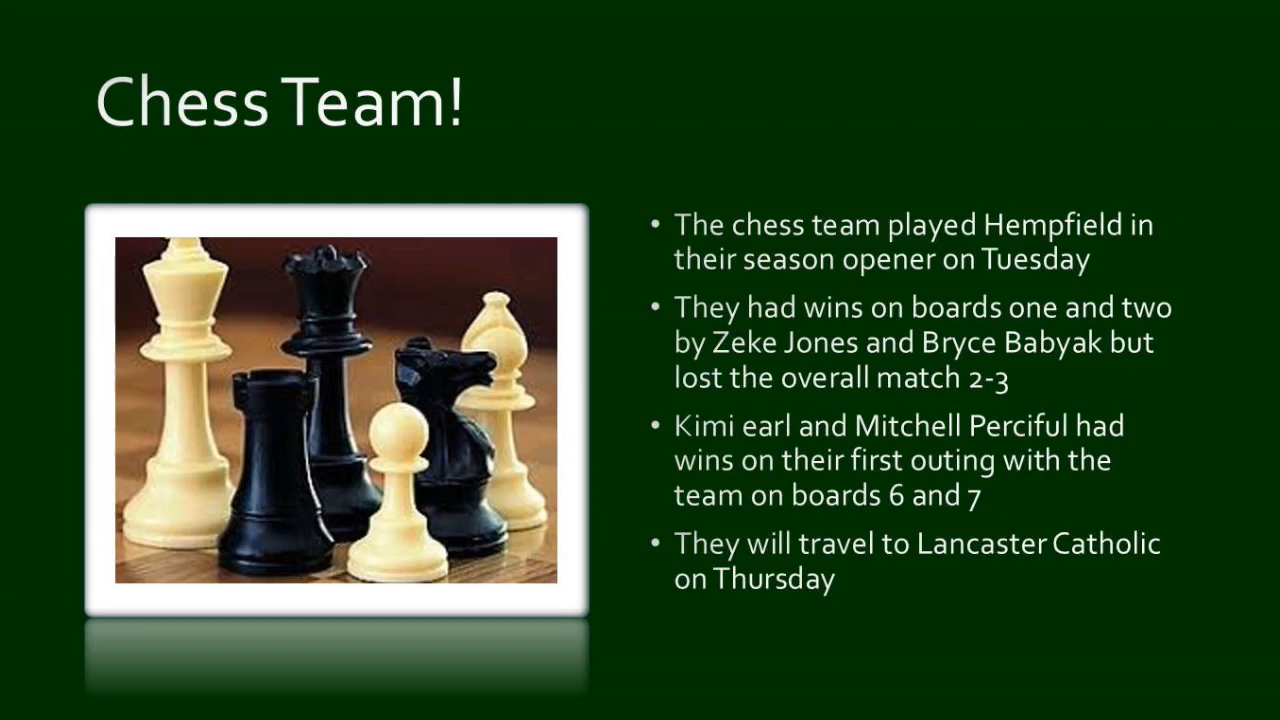 Chess Team!
• The chess team played Hempfield in
their season opener on Tuesday
• They had wins on boards one and two
by Zeke Jones and Bryce Babyak but
lost the overall match 2-3
• Kimi earl and Mitchell Perciful had
wins on their first outing with the
team on boards 6 and 7
• They will travel to Lancaster Catholic
on Thursday